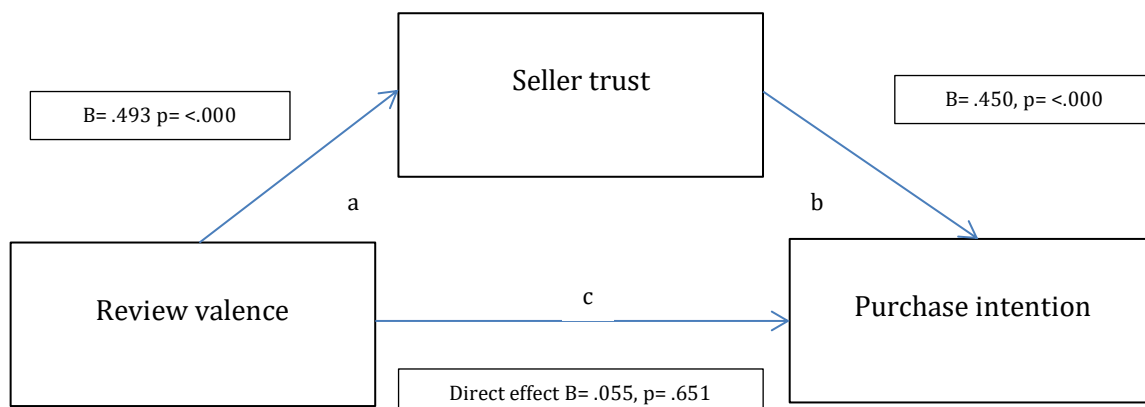 Seller trust
B= .493 p= <.000
B= .450, p= <.000
a
b
Review valence
c
Purchase intention
Direct effect B= .055, p= .651